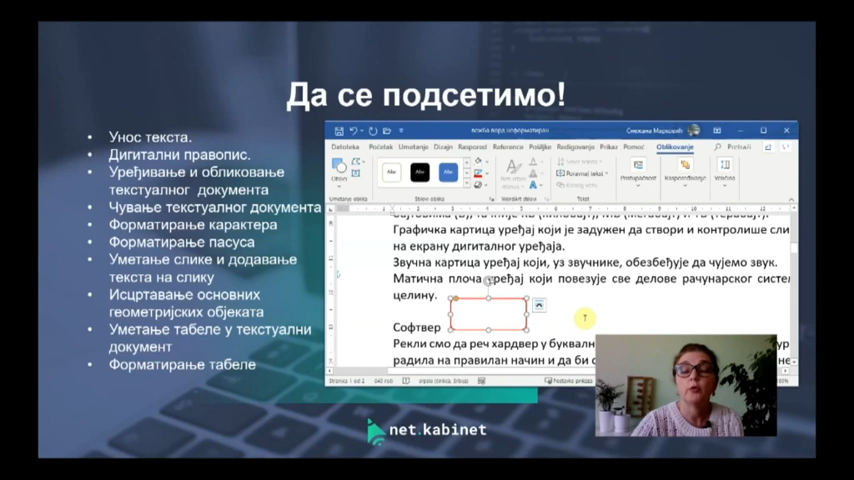 Да се подсетимо!
• Унос текста.
• Дигитални правопис.
• Уређивање и обликовање
текстуалног документа
• Чување текстуалног документа
• Форматирање карактера
• Форматирање пасуса
• Уметање слике и додавање
текста на слику
• Исцртавање основних
геометријских објеката
• Уметање табеле у текстуални
документ
• Форматирање табеле
Datoteka Početak Umetanje Dizajn Raspored Reference Pošiljke Redigovanje Prikaz Pomoć Oblikovanje
Abc Abc Abc
Графичка картица уређај који је задужен да створи и контролише сли
на екрану дигиталног уређаја.
Звучна картица уређај који, уз звучнике, обезбеђује да чујемо звук.
Матична плоча уређај који повезује све делове рачунарског систем
целину.
Софтвер
Рекли смо да реч хардвер у буквалн
радила на правилан начин и да би с
net.kabinet